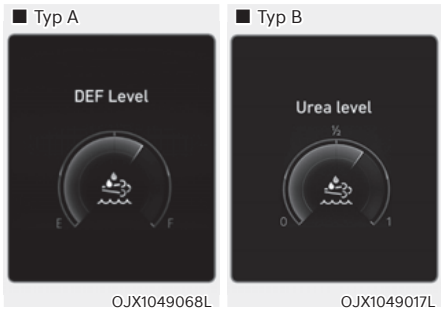 ■ Typ A
DEF Level
E F
OJX1049068L
■ Typ B
Urea level
½
0 1
OJX1049017L